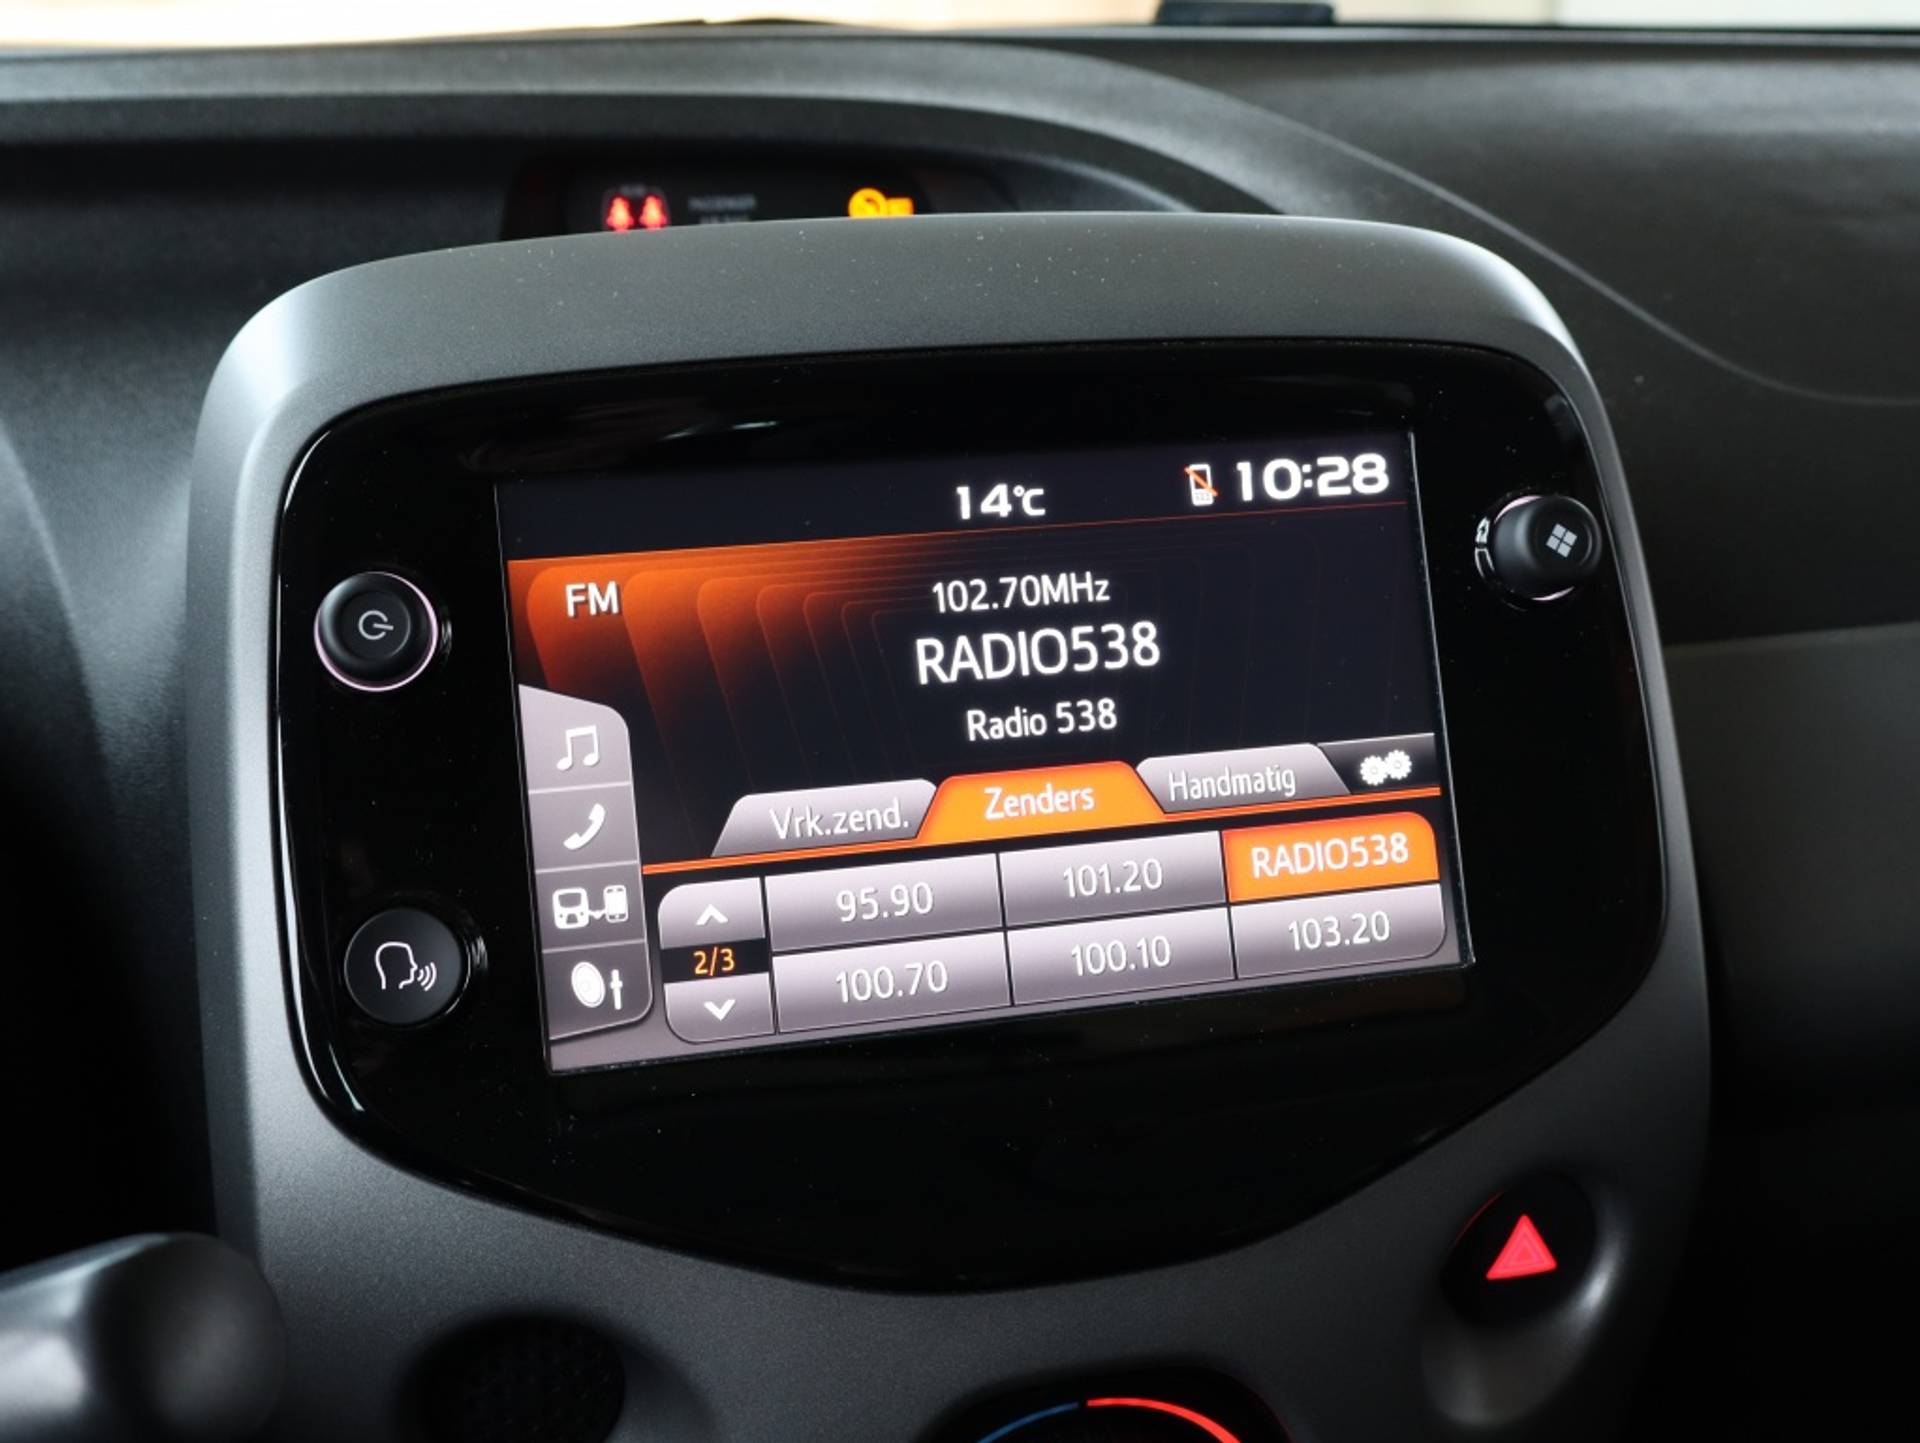 14°C 10:28
FM
102.70MHz
RADIO538
Radio 538
Vrk.zend. Zenders Handmatig
95.90 101.20 RADIO538
2/3
100.70 100.10 103.20